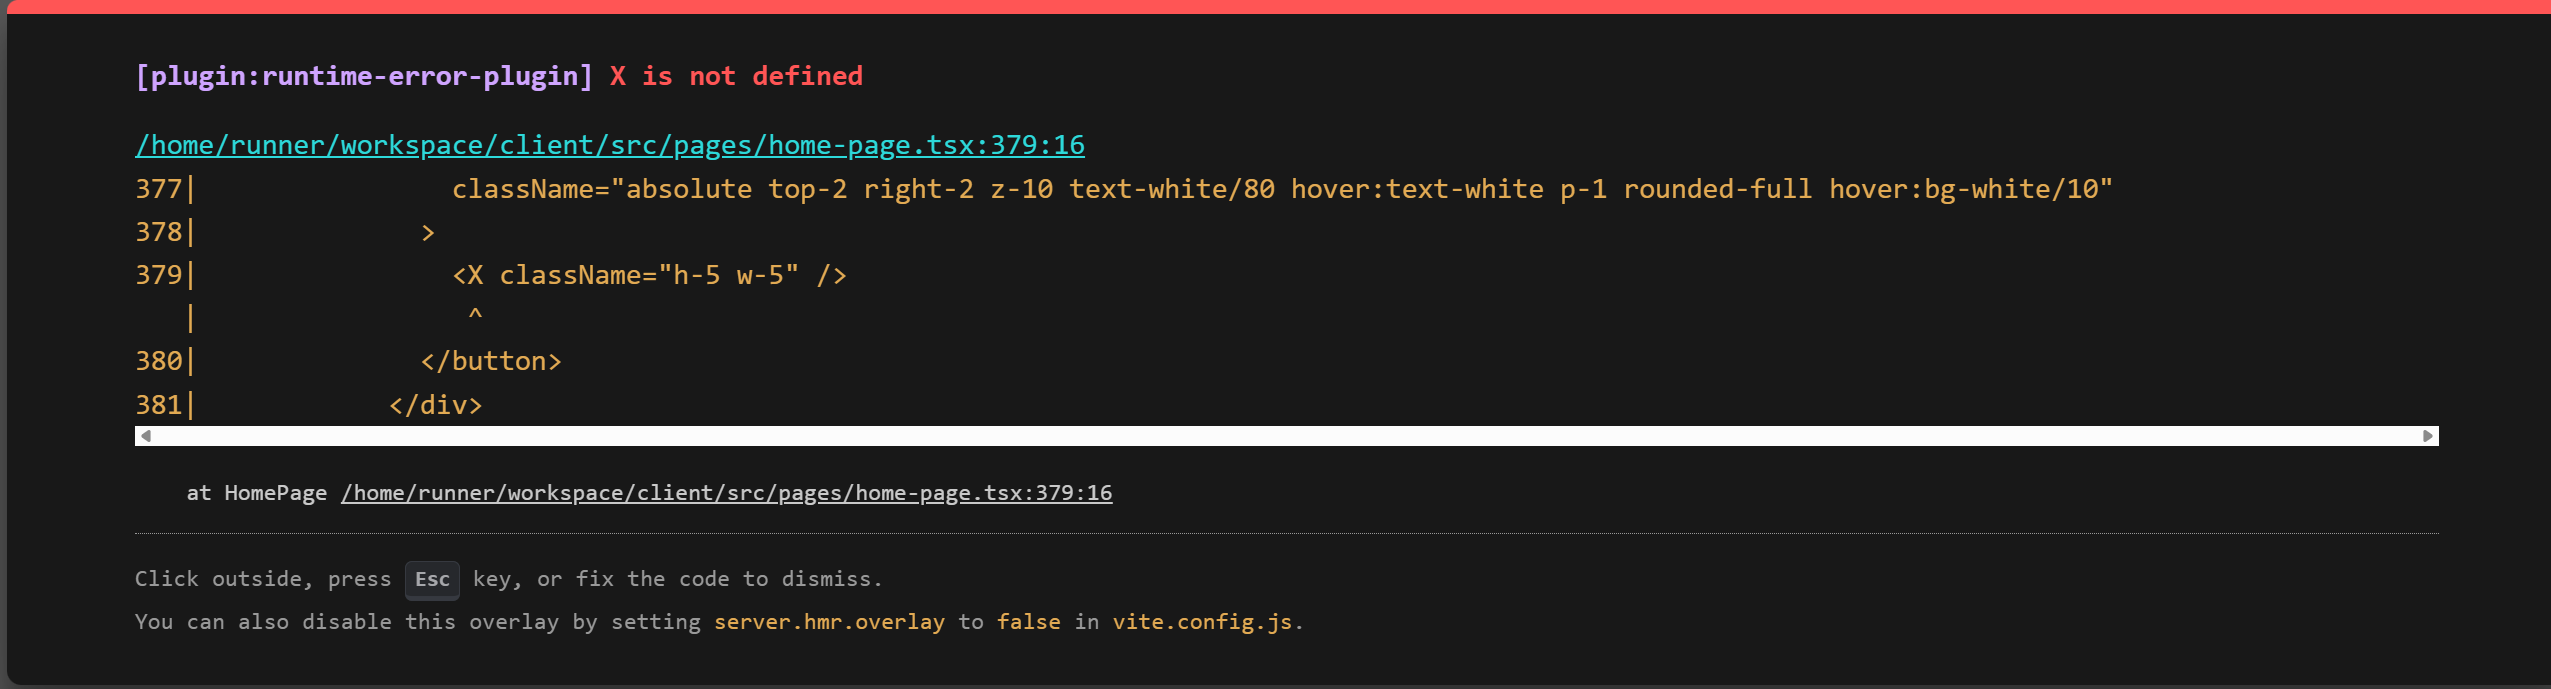 [plugin:runtime-error-plugin] X is not defined
/home/runner/workspace/client/src/pages/home-page.tsx:379:16
377|                className="absolute top-2 right-2 z-10 text-white/80 hover:text-white p-1 rounded-full hover:bg-white/10"
378|              >
379|                <X className="h-5 w-5" />
   |                 ^
380|              </button>
381|            </div>
at HomePage /home/runner/workspace/client/src/pages/home-page.tsx:379:16
Click outside, press Esc key, or fix the code to dismiss.
You can also disable this overlay by setting server.hmr.overlay to false in vite.config.js.